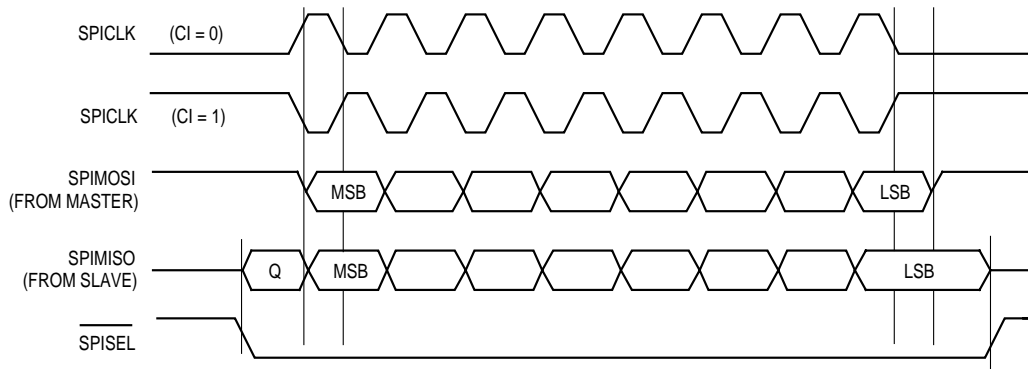 SPICLK (CI = 0)
SPICLK (CI = 1)
SPIMOSI
(FROM MASTER)
MSB LSB
SPIMISO
(FROM SLAVE)
Q MSB LSB
SPISEL